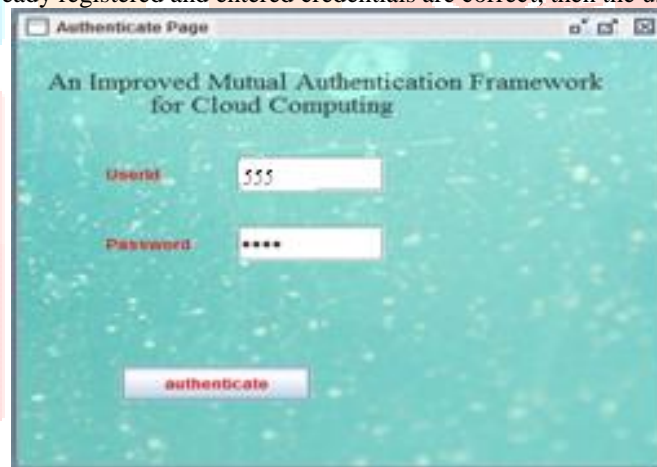 ready registered and entered credentials are correct, then the u
Authenticate Page
An Improved Mutual Authentication Framework
for Cloud Computing
UserId 555
Password ••••
authenticate